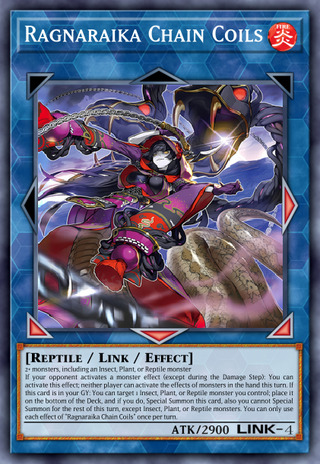 Ragnaraika Chain Coils
FIRE
炎
[Reptile / Link / Effect]
2+ monsters, including an Insect, Plant, or Reptile monster
If your opponent activates a monster effect (except during the Damage Step): You can
activate this effect; neither player can activate the effects of monsters in the hand this turn. If
this card is in your GY: You can target 1 Insect, Plant, or Reptile monster you control; place it
on the bottom of the Deck, and if you do, Special Summon this card, also you cannot Special
Summon for the rest of this turn, except Insect, Plant, or Reptile monsters. You can only use
each effect of "Ragnaraika Chain Coils" once per turn.
ATK/2900 LINK-4